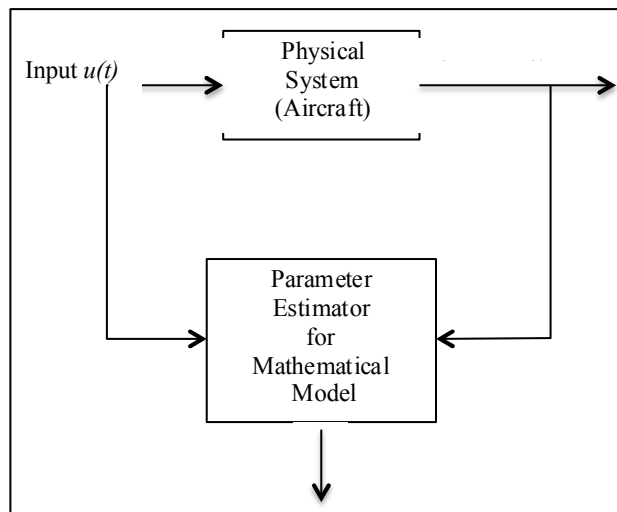 Input u(t)
Physical
System
(Aircraft)
Parameter
Estimator
for
Mathematical
Model